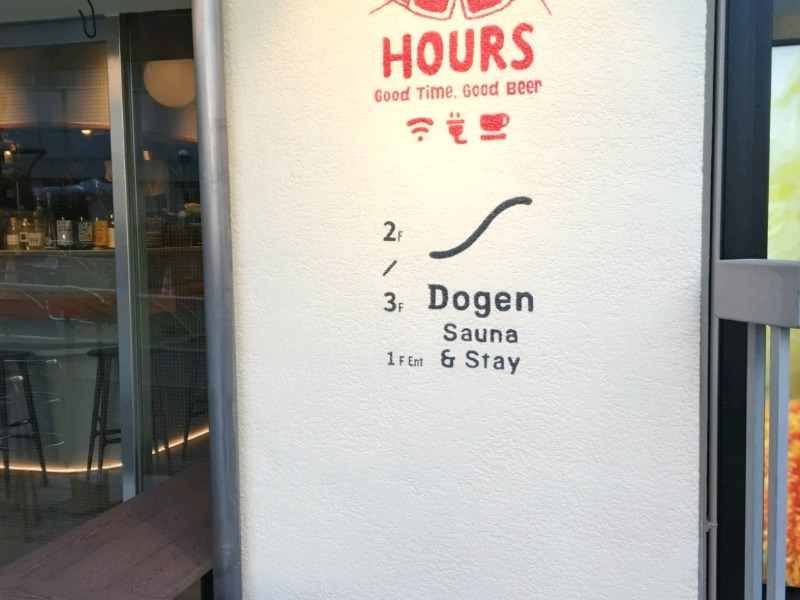 HOURS
Good Time, Good Beer
2F
/
3F
Dogen
Sauna
1F Ent & Stay